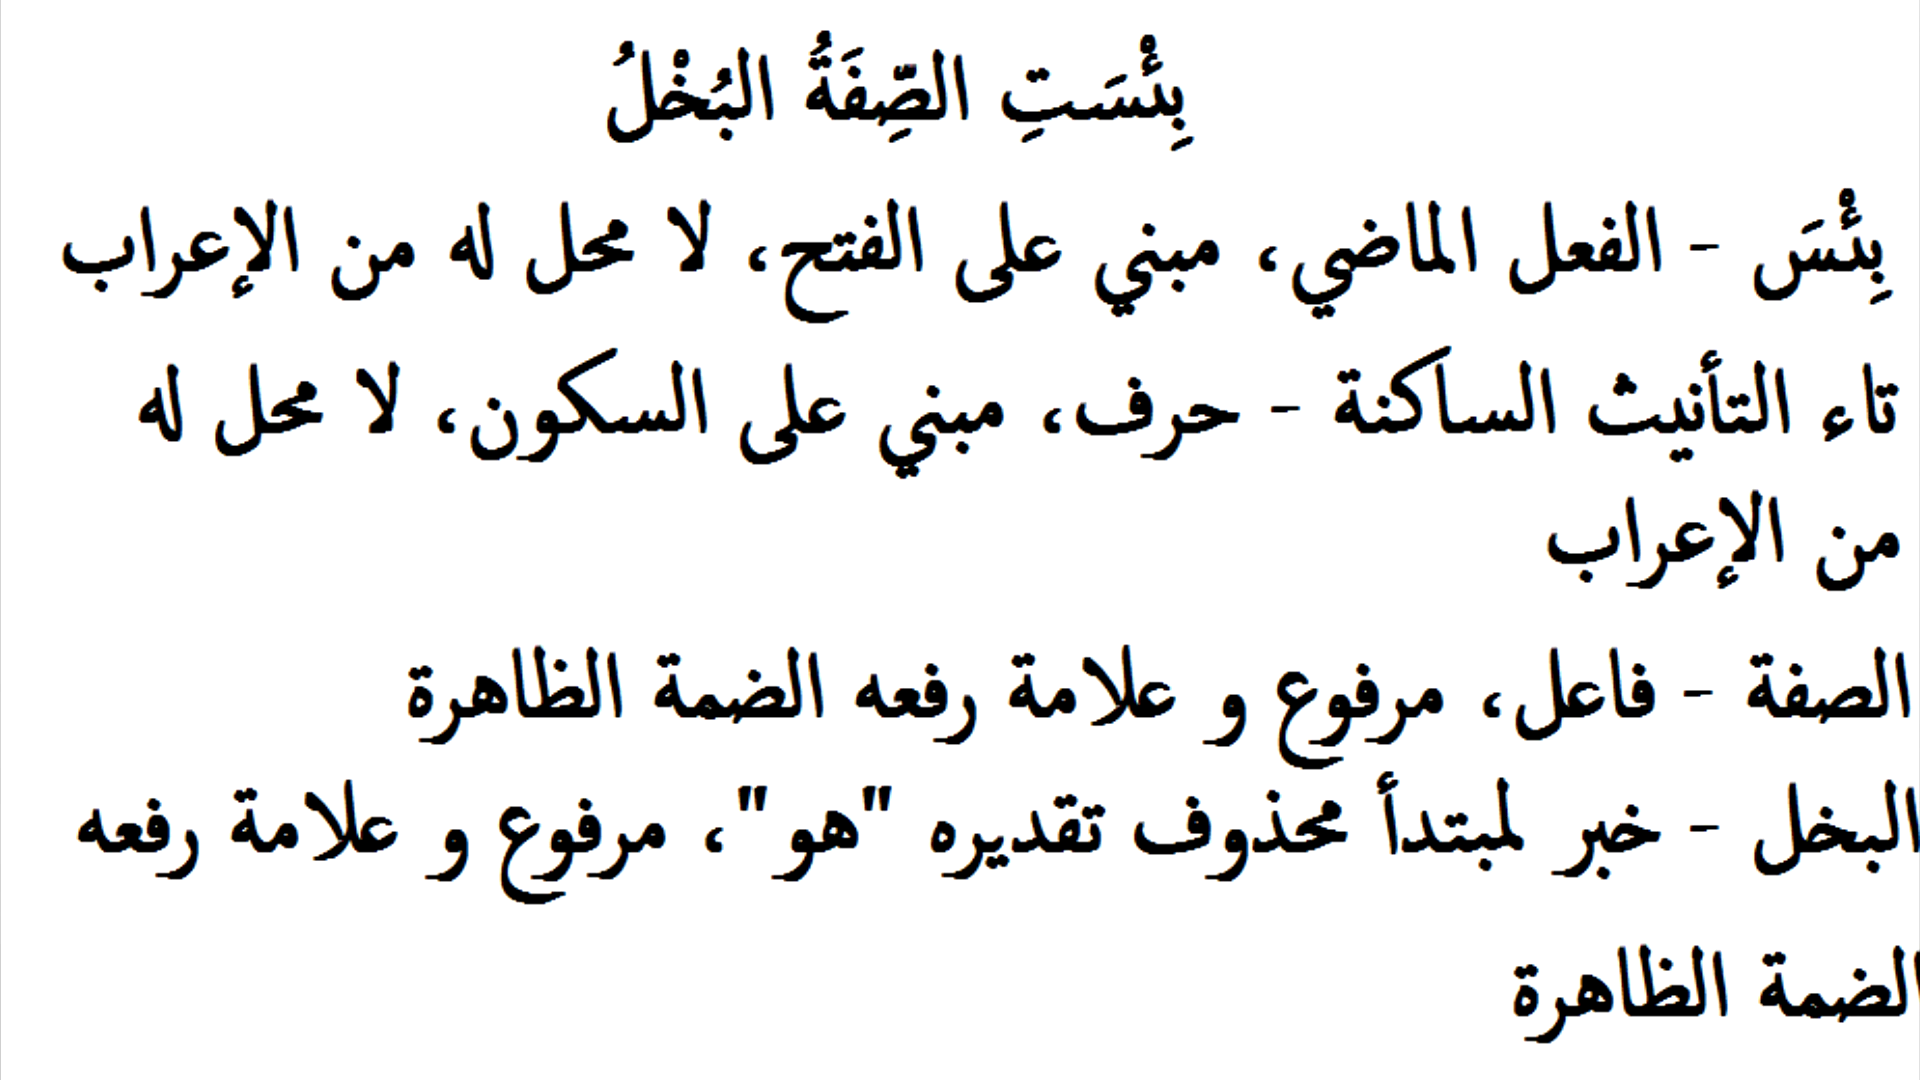 بِئْسَتِ الصِّفَةُ البُخْلُ
بِئْسَ - الفعل الماضي، مبني على الفتح، لا محل له من الإعراب
تاء التأنيث الساكنة - حرف، مبني على السكون، لا محل له
من الإعراب
الصفة - فاعل، مرفوع و علامة رفعه الضمة الظاهرة
البخل - خبر لمبتدأ محذوف تقديره "هو"، مرفوع و علامة رفعه
الضمة الظاهرة